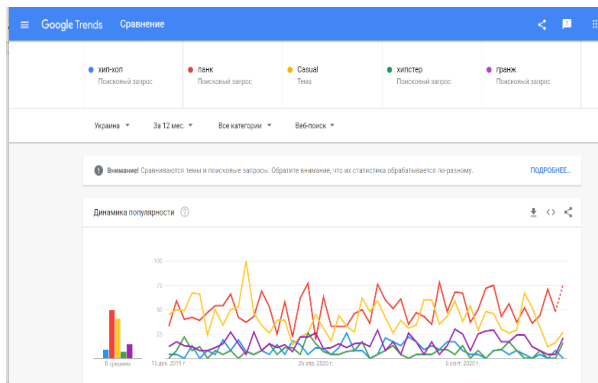 Google Trends Сравнение
хип-хоп панк Casual хипстер гранж
Поисковый запрос Поисковый запрос Тема Поисковый запрос Поисковый запрос
Украина За 12 мес. Все категории Веб-поиск
Внимание! Сравниваются темы и поисковые запросы. Обратите внимание, что их статистика обрабатывается по-разному. ПОДРОБНЕЕ...
Динамика популярности
100
75
50
25
В среднем 15 дек. 2019 г. 26 апр. 2020 г. 6 сент. 2020 г.